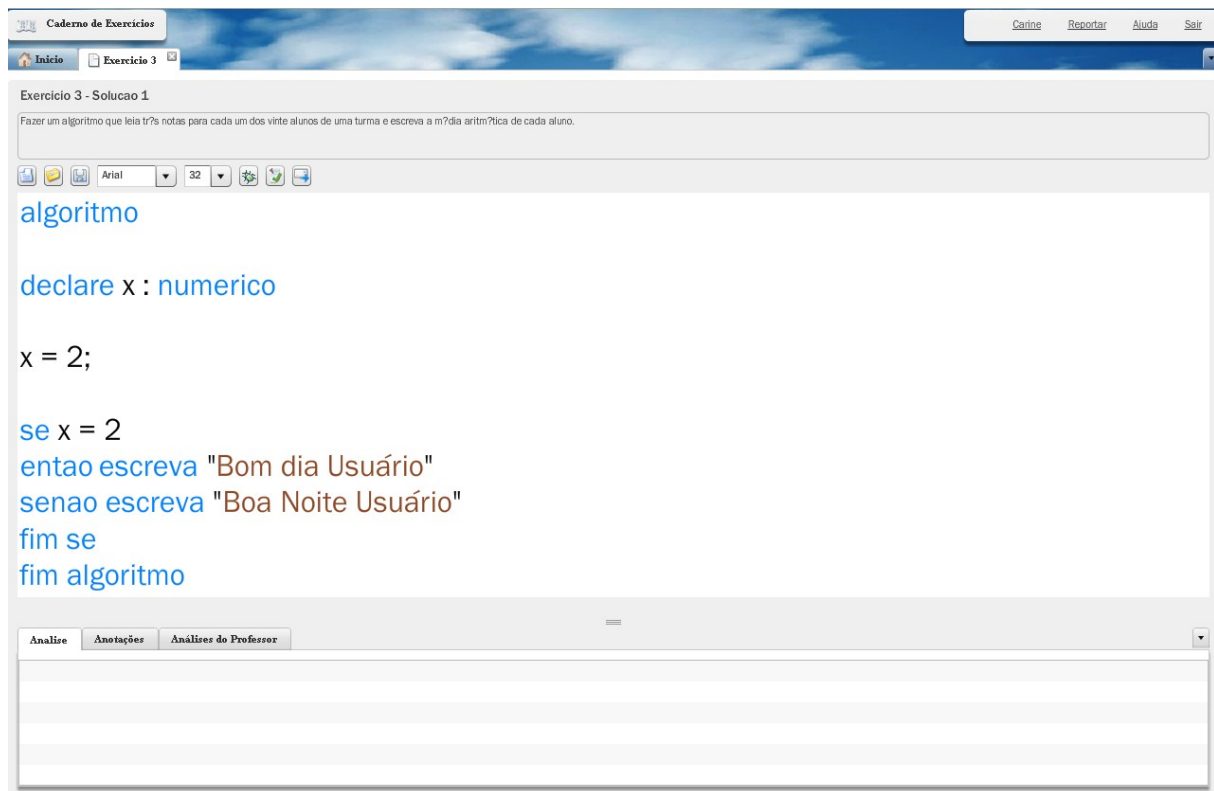 Caderno de Exercícios
Carine Reportar Ajuda Sair
Inicio Exercicio 3
Exercicio 3 - Solucao 1
Fazer um algoritmo que leia tr?s notas para cada um dos vinte alunos de uma turma e escreva a m?dia aritm?tica de cada aluno.
Arial 32
algoritmo
declare x : numerico
x = 2;
se x = 2
entao escreva "Bom dia Usuário"
senao escreva "Boa Noite Usuário"
fim se
fim algoritmo
Analise Anotações Análises do Professor